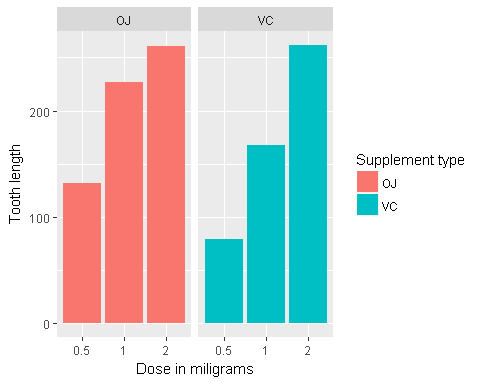 OJ VC
200
100
0
Tooth length
0.5 1 2 0.5 1 2
Dose in miligrams
Supplement type
OJ
VC